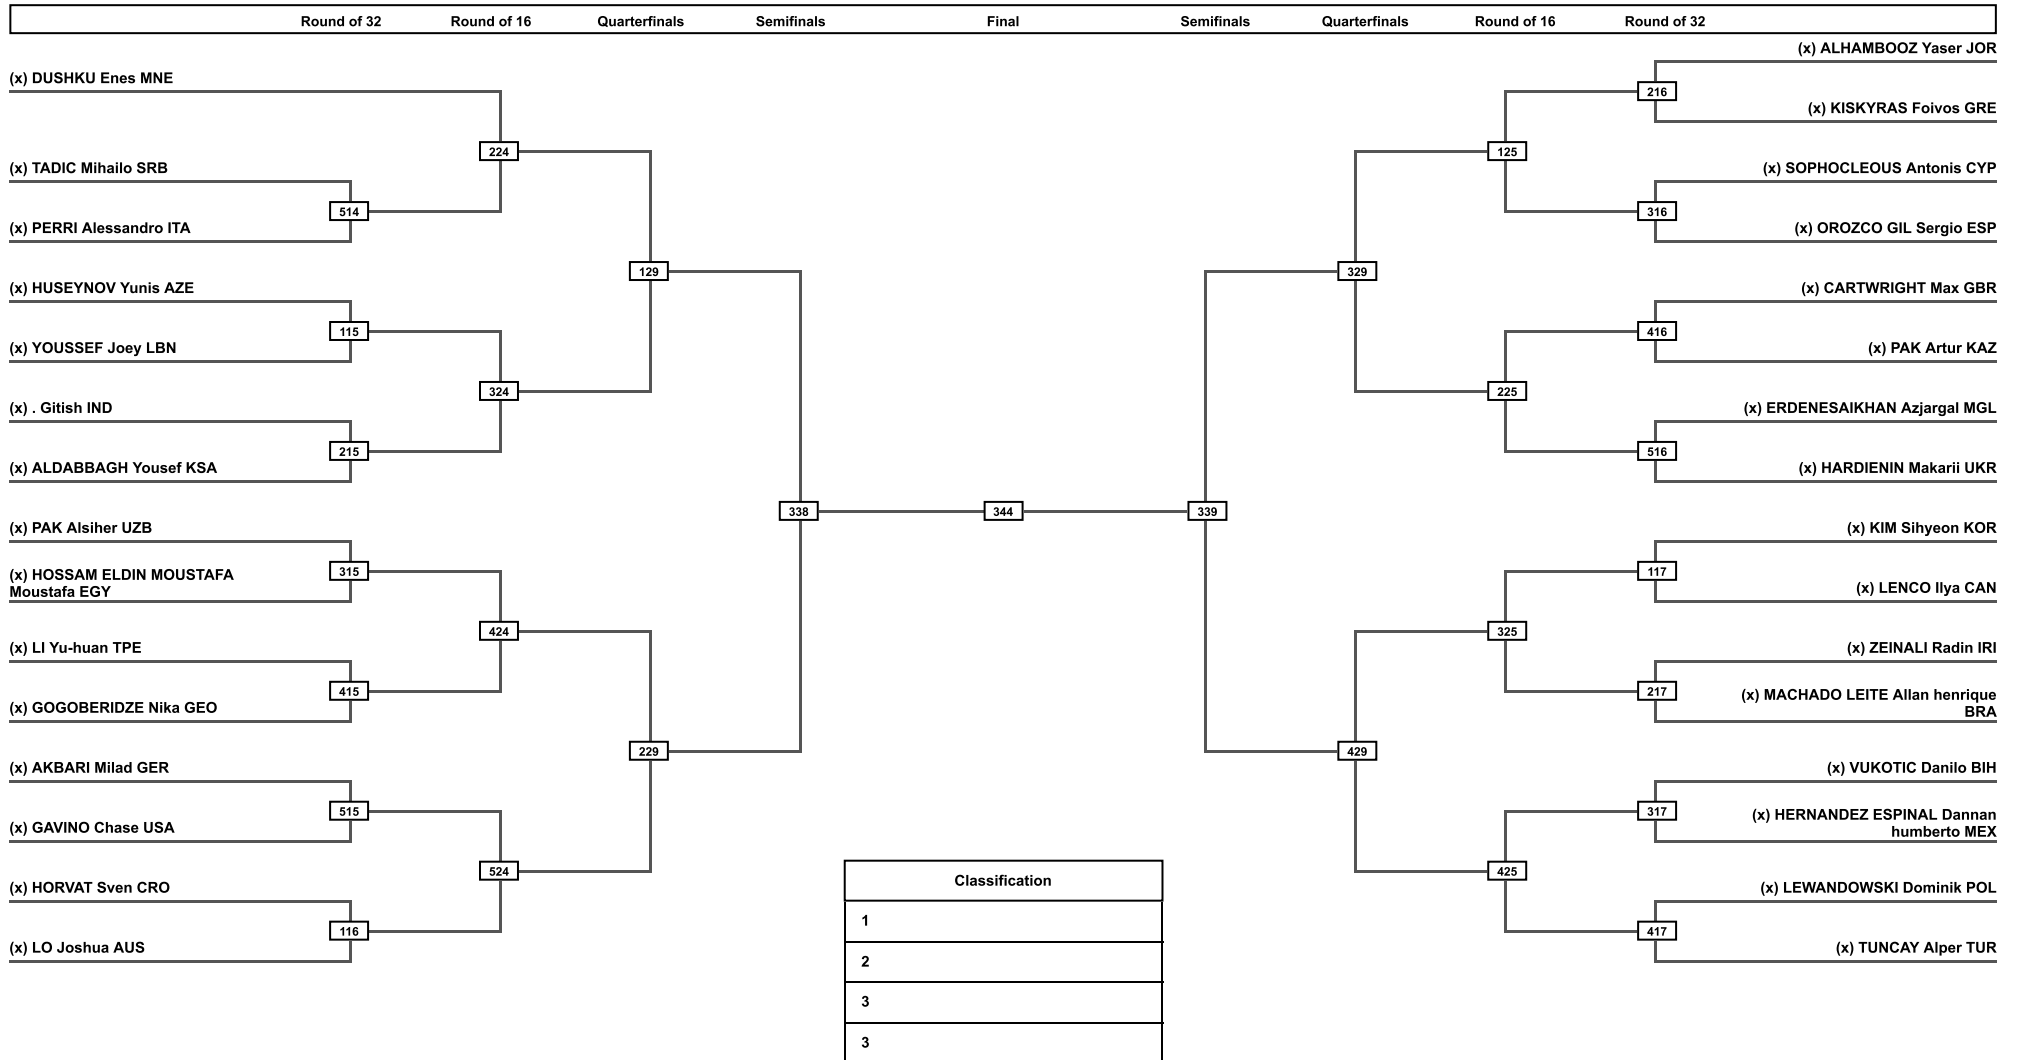 Round of 32 Round of 16 Quarterfinals Semifinals Final Semifinals Quarterfinals Round of 16 Round of 32
(x) DUSHKU Enes MNE
(x) TADIC Mihailo SRB
(x) PERRI Alessandro ITA
(x) HUSEYNOV Yunis AZE
(x) YOUSSEF Joey LBN
(x) . Gitish IND
(x) ALDABBAGH Yousef KSA
(x) PAK Alsiher UZB
(x) HOSSAM ELDIN MOUSTAFA
Moustafa EGY
(x) LI Yu-huan TPE
(x) GOGOBERIDZE Nika GEO
(x) AKBARI Milad GER
(x) GAVINO Chase USA
(x) HORVAT Sven CRO
(x) LO Joshua AUS
514
115
215
315
415
515
116
224
324
424
524
129
229
338
344
339
329
429
125
225
325
425
216
316
416
516
117
217
317
417
(x) ALHAMBOOZ Yaser JOR
(x) KISKYRAS Foivos GRE
(x) SOPHOCLEOUS Antonis CYP
(x) OROZCO GIL Sergio ESP
(x) CARTWRIGHT Max GBR
(x) PAK Artur KAZ
(x) ERDENESAIKHAN Azjargal MGL
(x) HARDIENIN Makarii UKR
(x) KIM Sihyeon KOR
(x) LENCO Ilya CAN
(x) ZEINALI Radin IRI
(x) MACHADO LEITE Allan henrique
BRA
(x) VUKOTIC Danilo BIH
(x) HERNANDEZ ESPINAL Dannan
humberto MEX
(x) LEWANDOWSKI Dominik POL
(x) TUNCAY Alper TUR
Classification
1
2
3
3